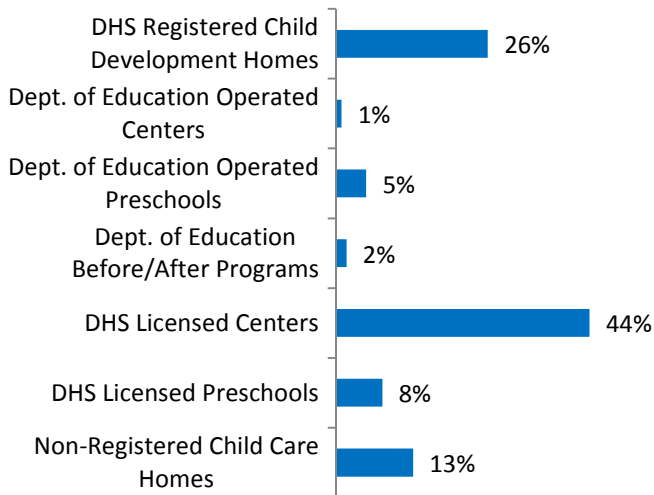 DHS Registered Child
Development Homes
26%
Dept. of Education Operated
Centers
1%
Dept. of Education Operated
Preschools
5%
Dept. of Education
Before/After Programs
2%
DHS Licensed Centers
44%
DHS Licensed Preschools
8%
Non-Registered Child Care
Homes
13%